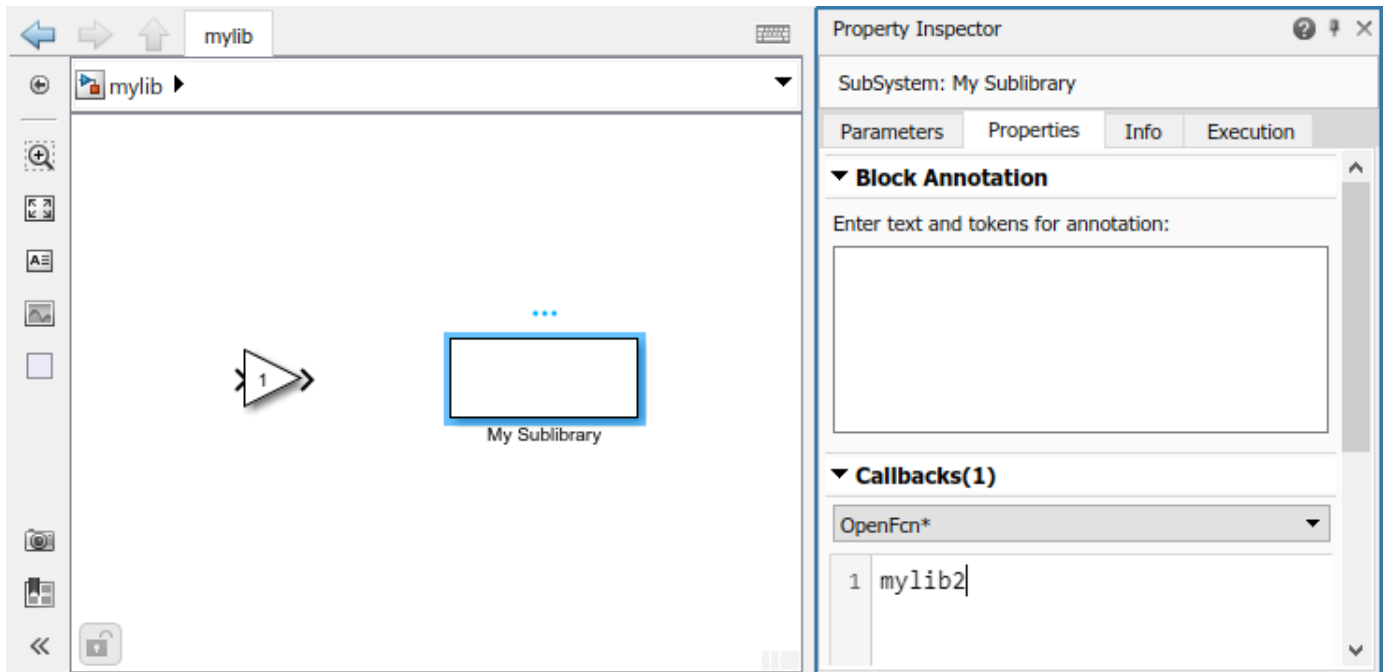 mylib
mylib
1
My Sublibrary
Property Inspector
SubSystem: My Sublibrary
Parameters Properties Info Execution
Block Annotation
Enter text and tokens for annotation:
Callbacks(1)
OpenFcn*
1 mylib2